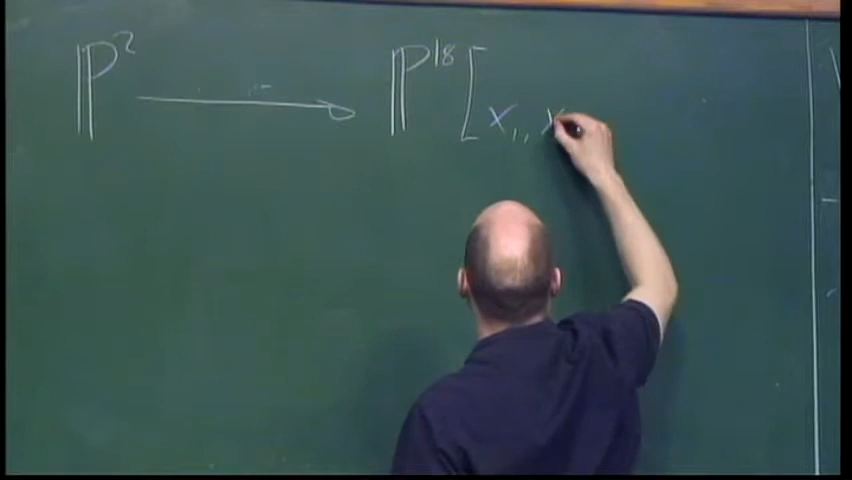 ℙ² → ℙ¹⁸ [ x₁, x